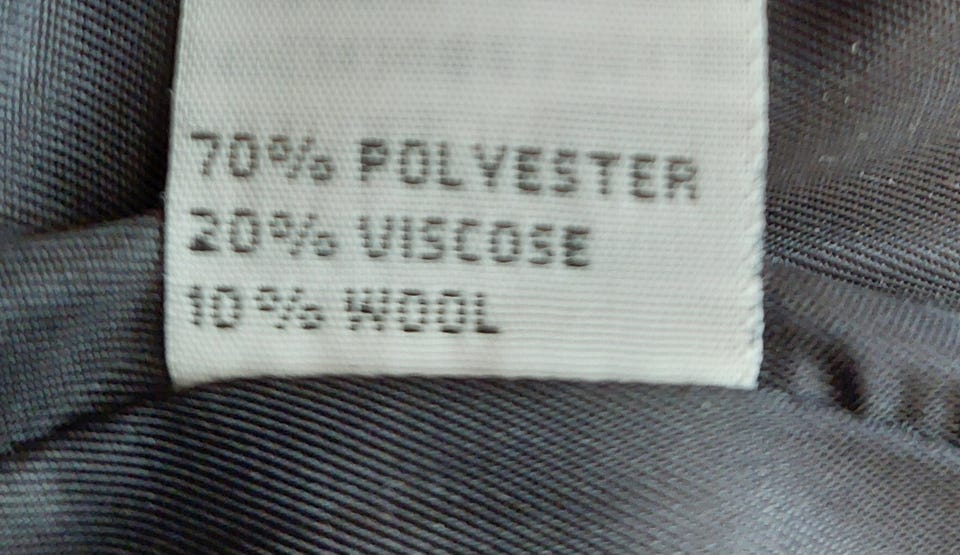 70% POLYESTER
20% VISCOSE
10% WOOL